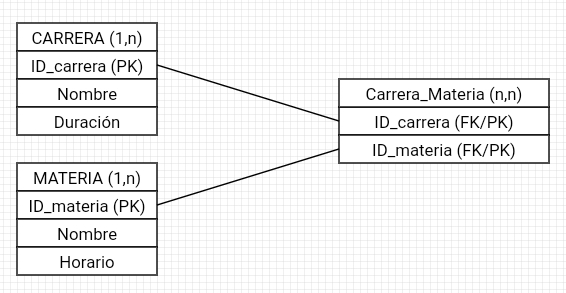 CARRERA (1,n)
ID_carrera (PK)
Nombre
Duración
MATERIA (1,n)
ID_materia (PK)
Nombre
Horario
Carrera_Materia (n,n)
ID_carrera (FK/PK)
ID_materia (FK/PK)